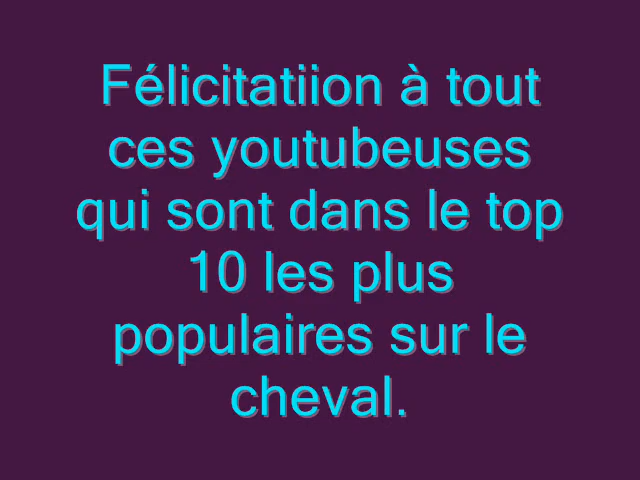 Félicitatiion à tout
ces youtubeuses
qui sont dans le top
10 les plus
populaires sur le
cheval.